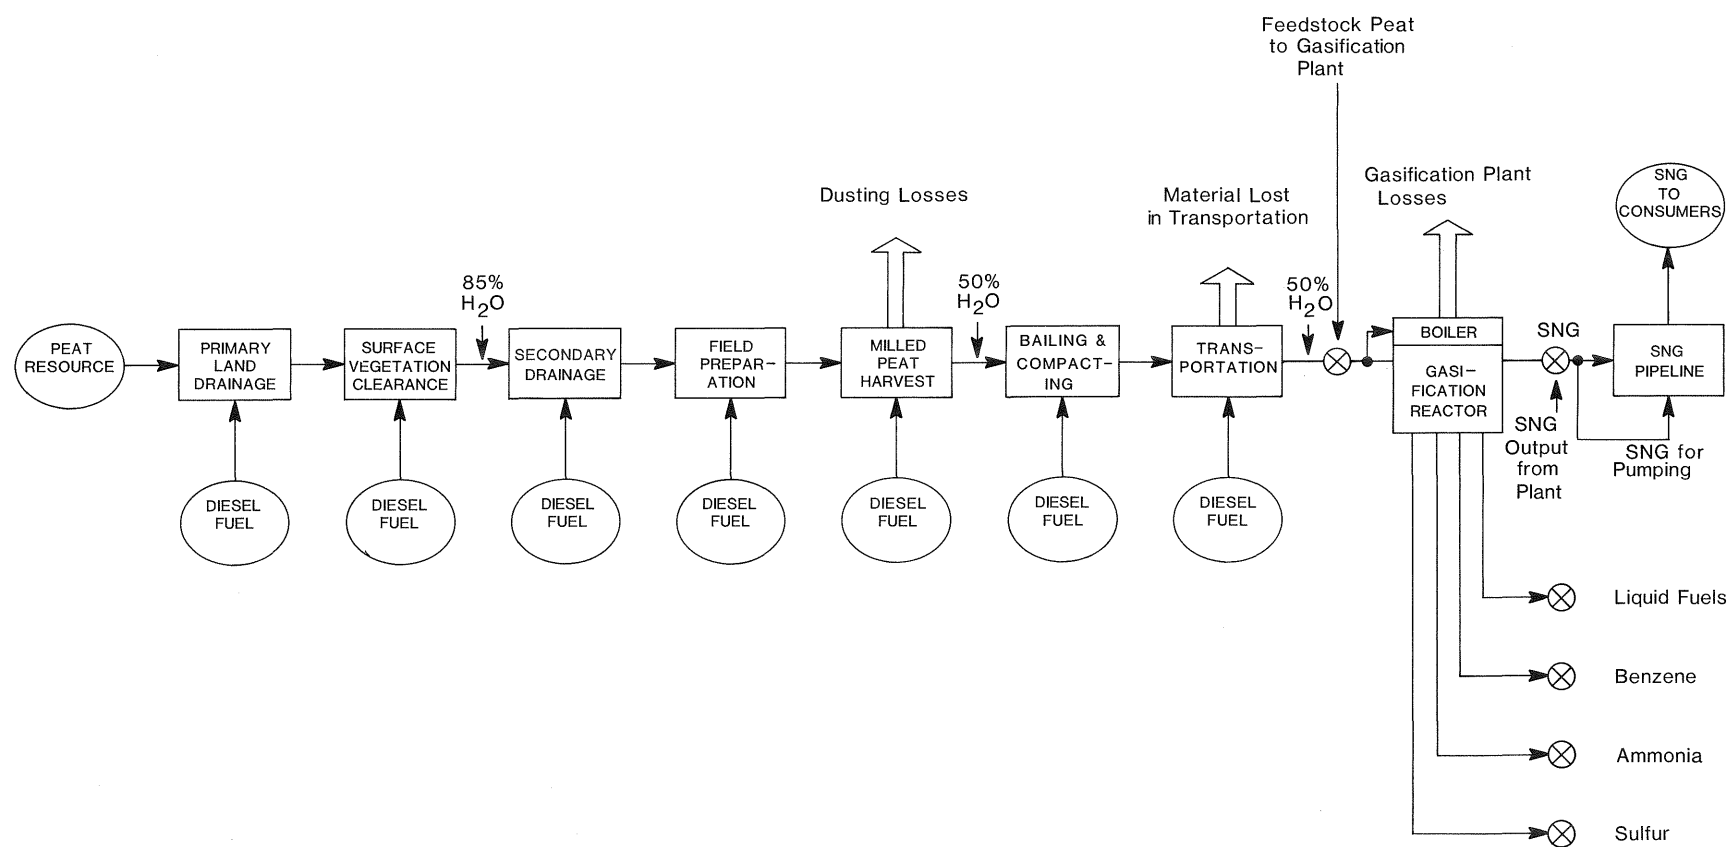 Feedstock Peat
to Gasification
Plant
Dusting Losses
Material Lost
in Transportation
Gasification Plant
Losses
SNG
TO
CONSUMERS
85%
H2O
50%
H2O
50%
H2O
PEAT
RESOURCE
PRIMARY
LAND
DRAINAGE
SURFACE
VEGETATION
CLEARANCE
SECONDARY
DRAINAGE
FIELD
PREPAR-
ATION
MILLED
PEAT
HARVEST
BAILING &
COMPACT-
ING
TRANS-
PORTATION
BOILER
GASI-
FICATION
REACTOR
SNG
SNG
PIPELINE
SNG
Output
from
Plant
SNG for
Pumping
DIESEL
FUEL
DIESEL
FUEL
DIESEL
FUEL
DIESEL
FUEL
DIESEL
FUEL
DIESEL
FUEL
DIESEL
FUEL
Liquid Fuels
Benzene
Ammonia
Sulfur